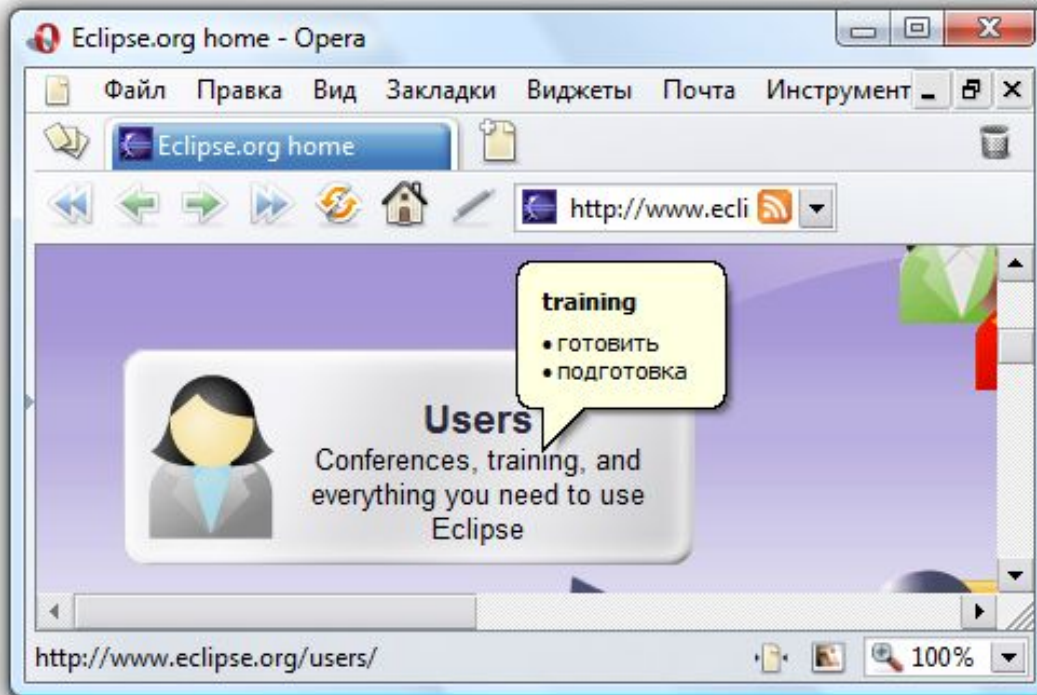 Eclipse.org home - Opera
Файл Правка Вид Закладки Виджеты Почта Инструмент
Eclipse.org home
http://www.ecli
training
• готовить
• подготовка
Users
Conferences, training, and
everything you need to use
Eclipse
http://www.eclipse.org/users/
100%